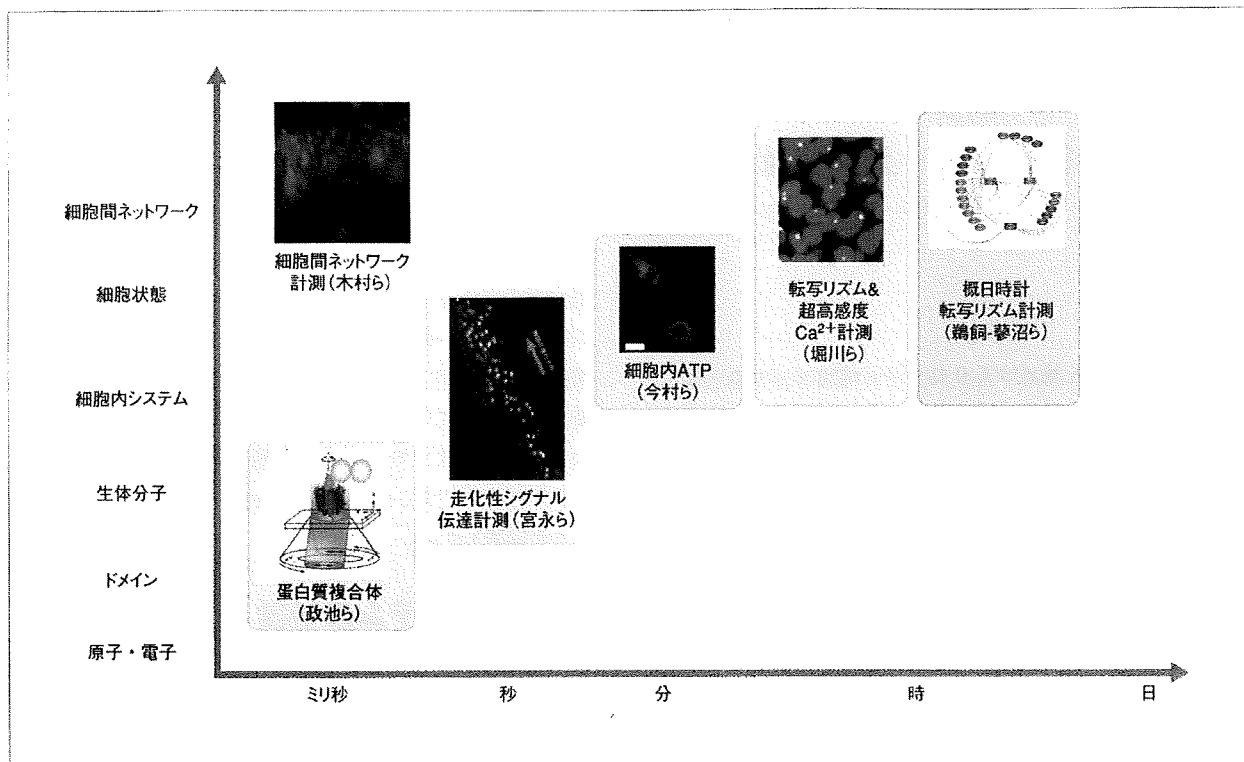 細胞間ネットワーク
細胞状態
細胞内システム
生体分子
ドメイン
原子・電子
細胞間ネットワーク
計測(木村ら)
蛋白質複合体
(政池ら)
走化性シグナル
伝達計測(宮永ら)
細胞内ATP
(今村ら)
転写リズム&
超高感度
Ca²⁺計測
(堀川ら)
概日時計
転写リズム計測
(鵜飼-蓼沼ら)
ミリ秒
秒
分
時
日